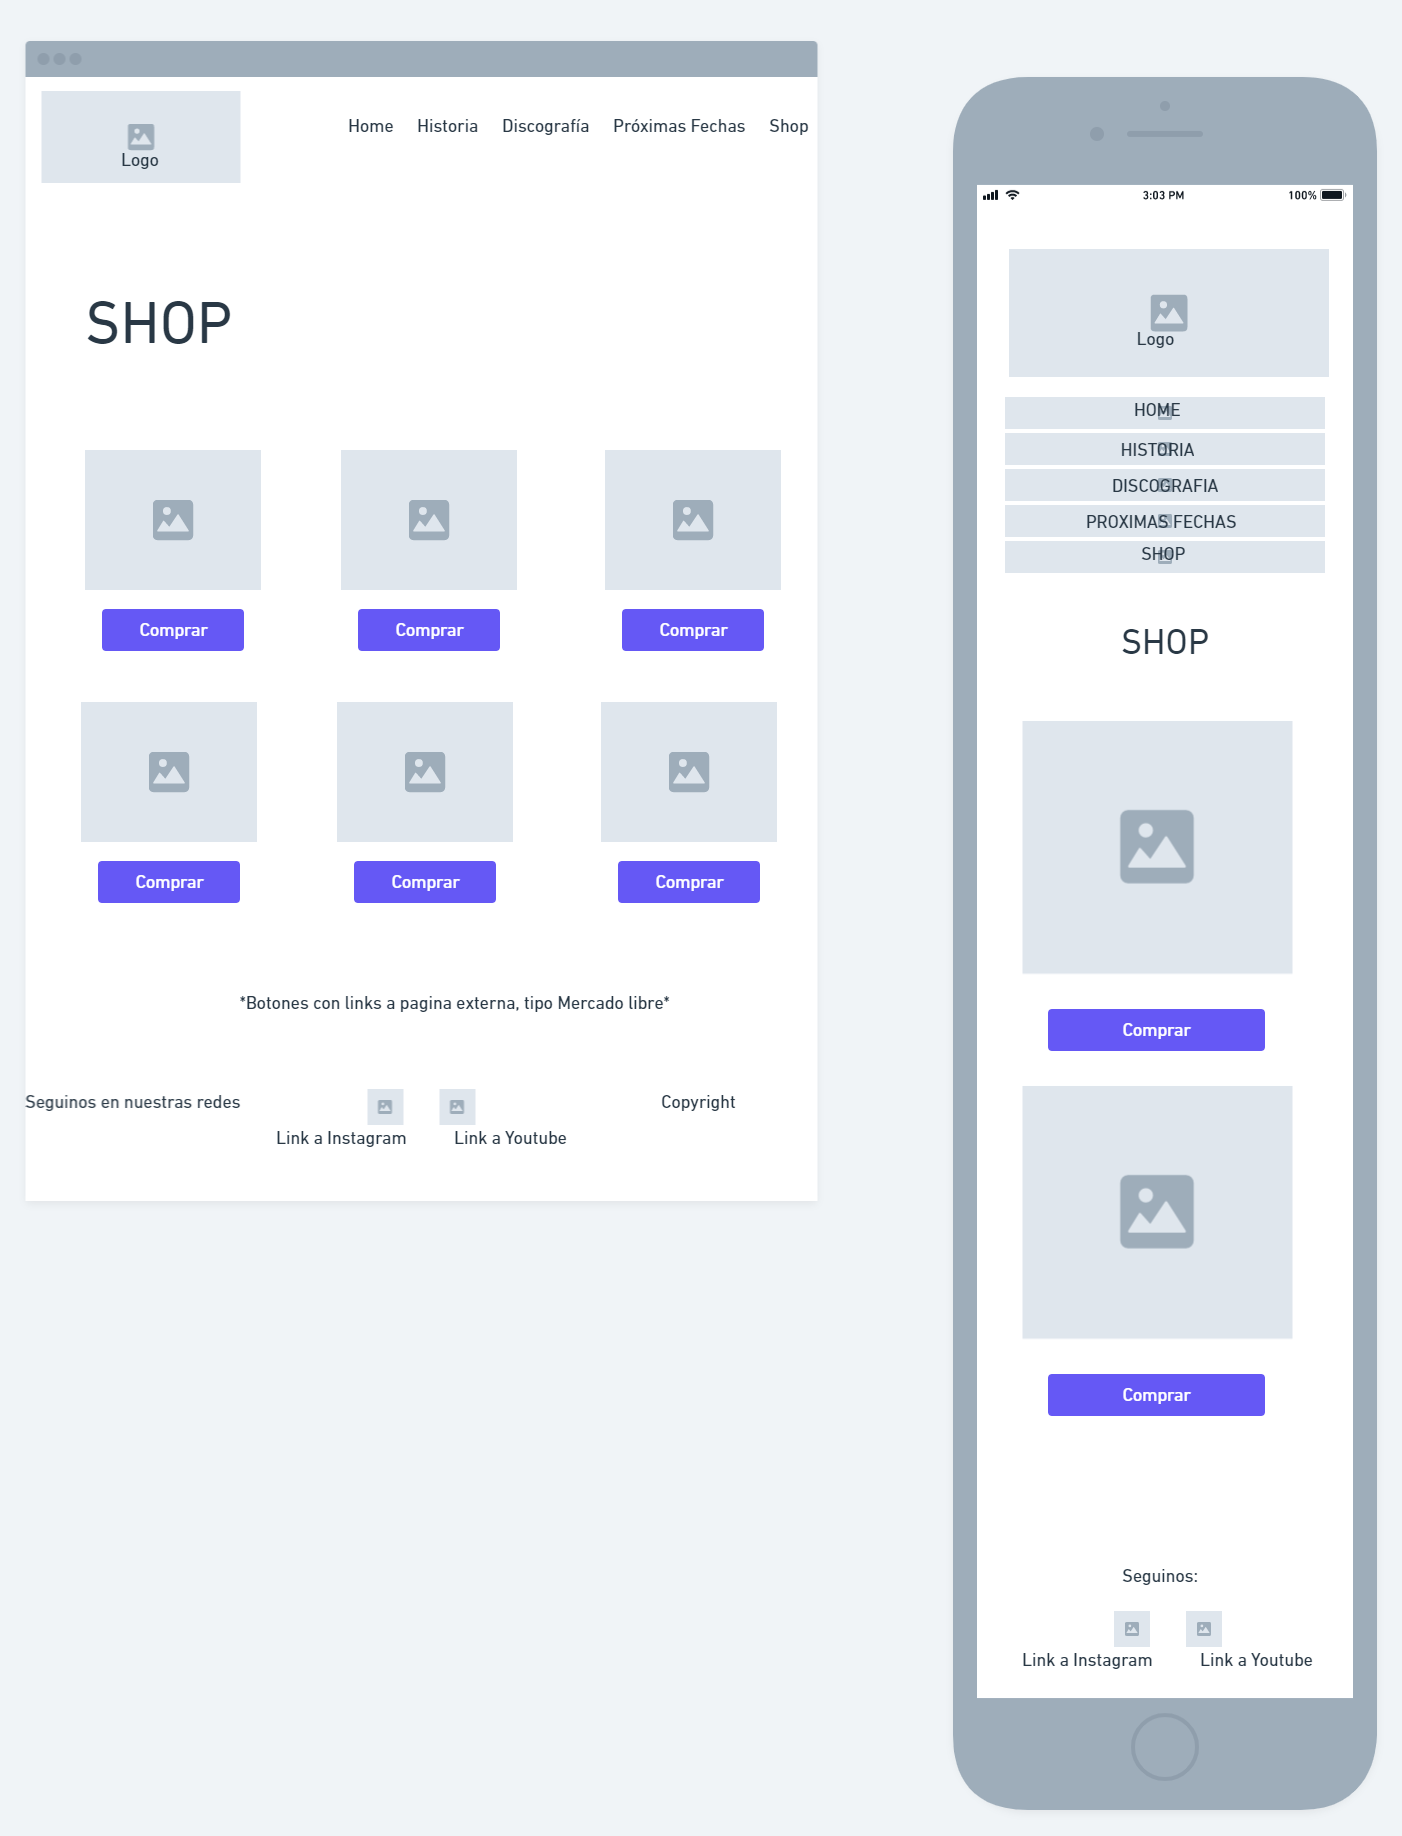 Logo
Home Historia Discografía Próximas Fechas Shop
SHOP
Comprar Comprar Comprar
Comprar Comprar Comprar
*Botones con links a pagina externa, tipo Mercado libre*
Seguinos en nuestras redes
Link a Instagram Link a Youtube
Copyright
3:03 PM 100%
Logo
HOME
HISTORIA
DISCOGRAFIA
PROXIMAS FECHAS
SHOP
SHOP
Comprar
Comprar
Seguinos:
Link a Instagram Link a Youtube